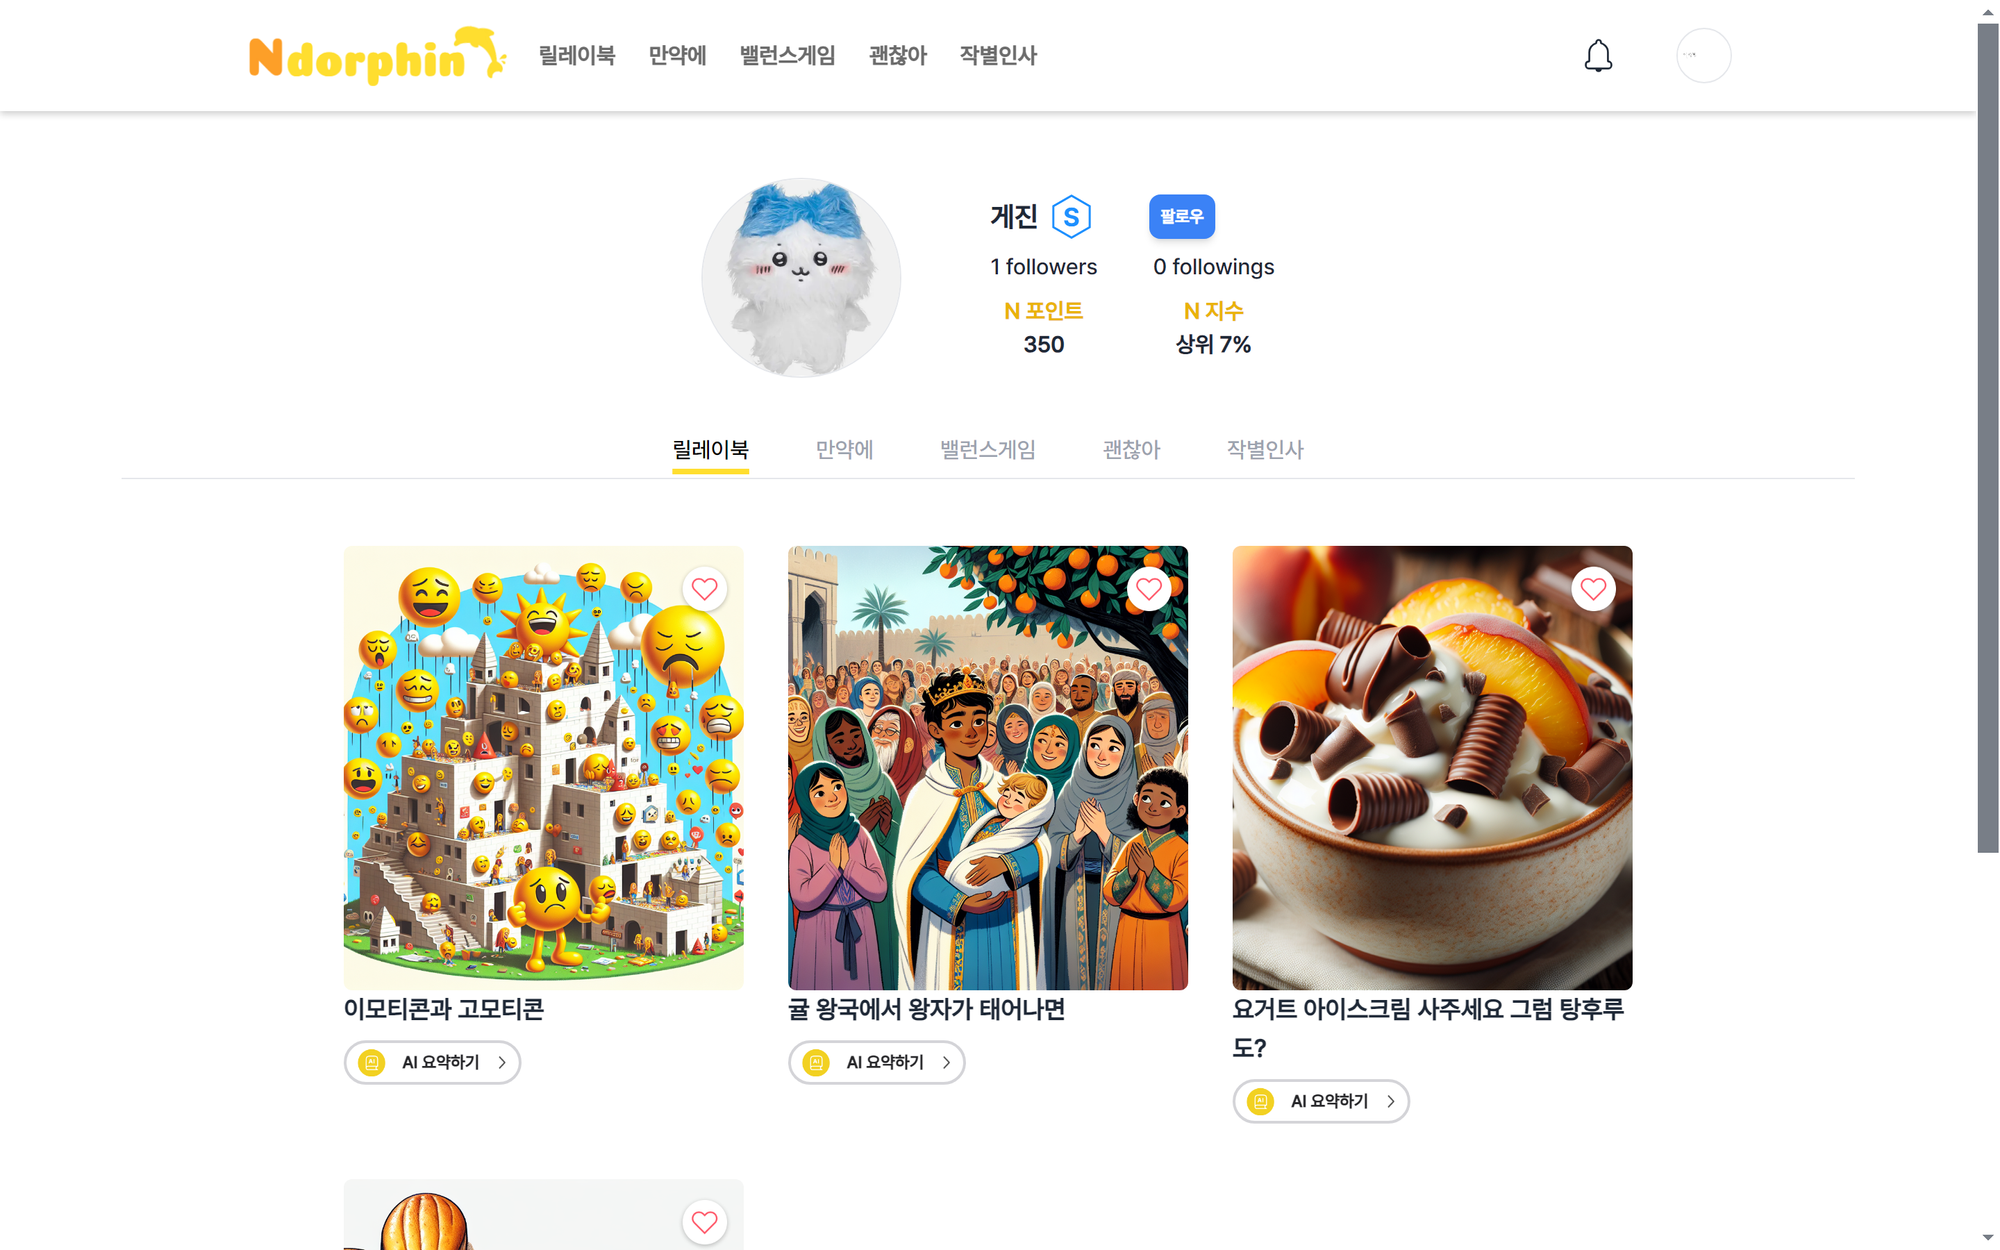 Ndorphin 릴레이북 만약에 밸런스게임 괜찮아 작별인사
게진 S 팔로우
1 followers 0 followings
N 포인트 N 지수
350 상위 7%
릴레이북 만약에 밸런스게임 괜찮아 작별인사
이모티콘과 고모티콘
AI 요약하기
귤 왕국에서 왕자가 태어나면
AI 요약하기
요거트 아이스크림 사주세요 그럼 탕후루
도?
AI 요약하기